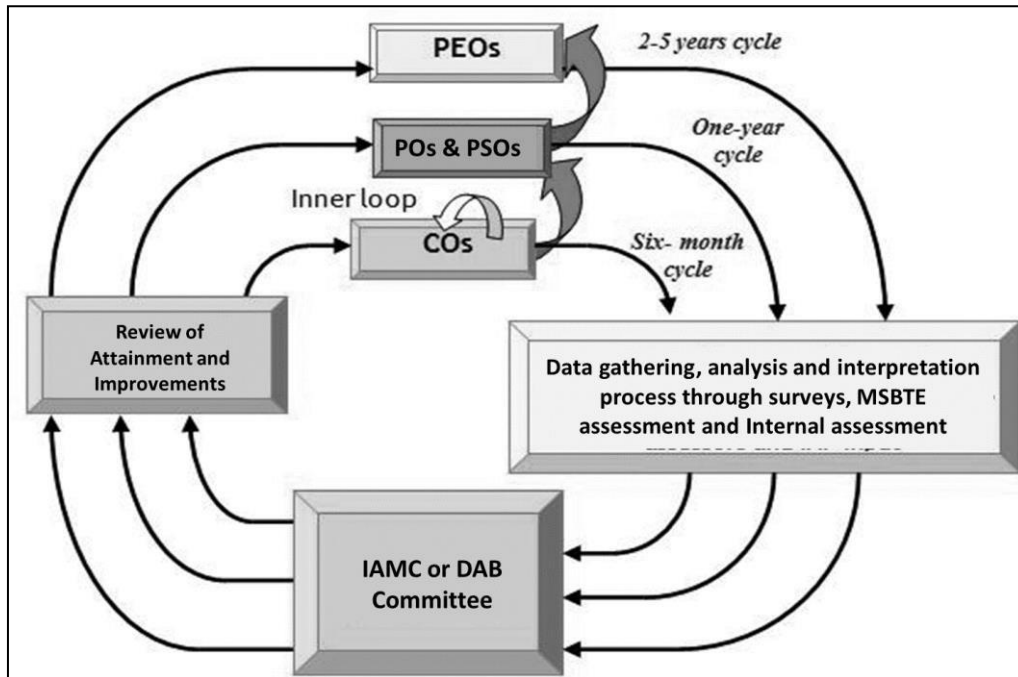 PEOs
2-5 years cycle
POs & PSOs
One-year
cycle
Inner loop
COs
Six- month
cycle
Review of
Attainment and
Improvements
Data gathering, analysis and interpretation
process through surveys, MSBTE
assessment and Internal assessment
IAMC or DAB
Committee